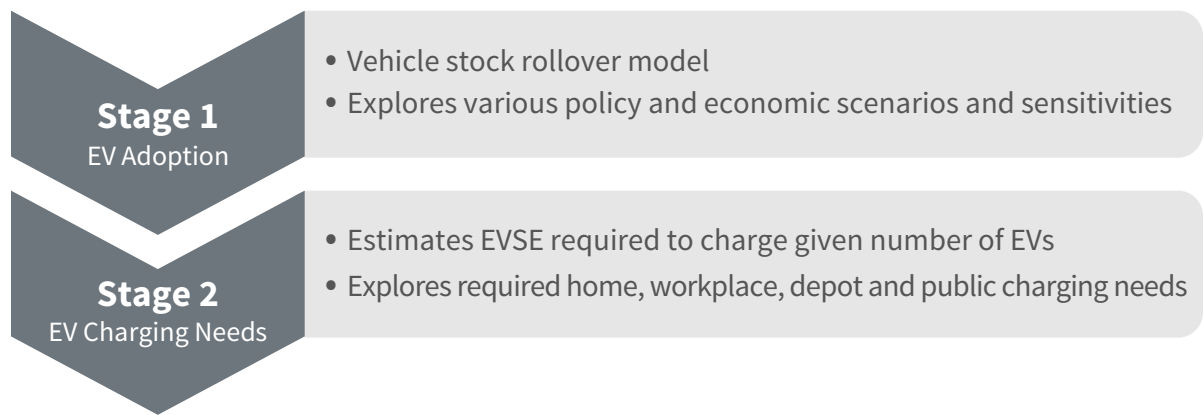 Stage 1
EV Adoption
• Vehicle stock rollover model
• Explores various policy and economic scenarios and sensitivities
Stage 2
EV Charging Needs
• Estimates EVSE required to charge given number of EVs
• Explores required home, workplace, depot and public charging needs